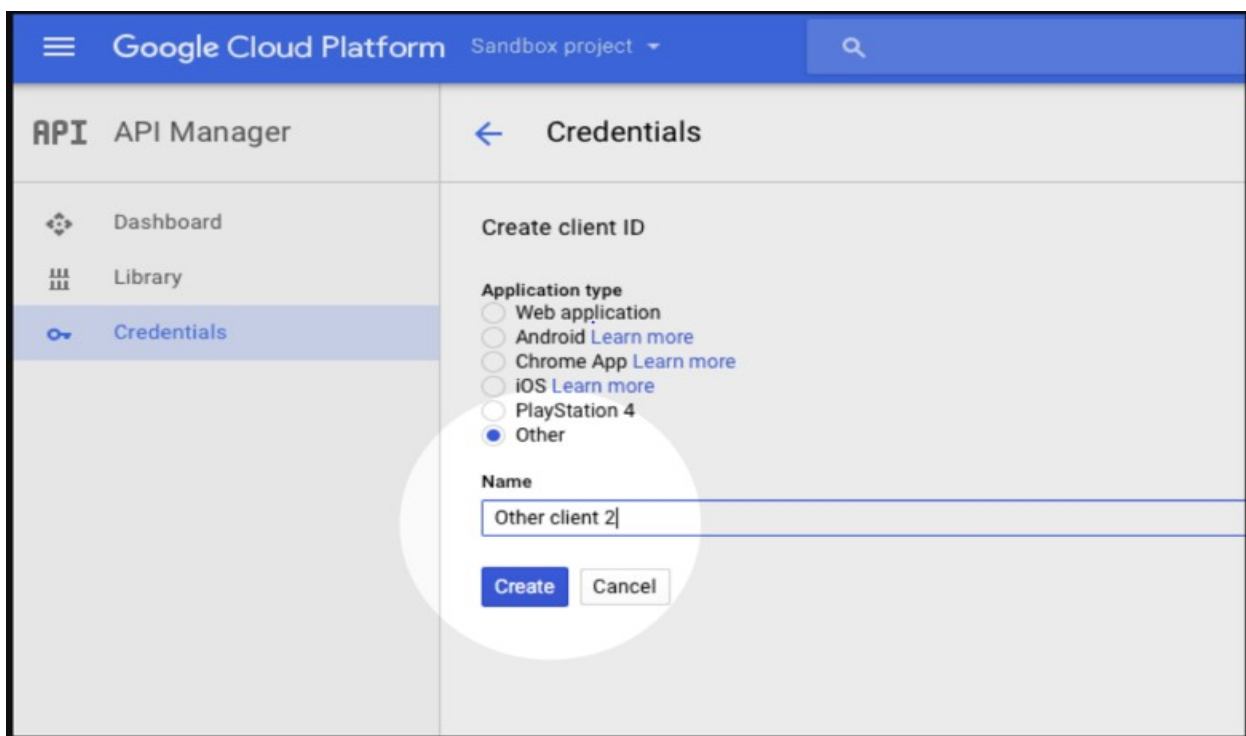 Google Cloud Platform Sandbox project
API API Manager
Credentials
Dashboard
Library
Credentials
Create client ID
Application type
Web application
Android Learn more
Chrome App Learn more
iOS Learn more
PlayStation 4
Other
Name
Other client 2
Create Cancel